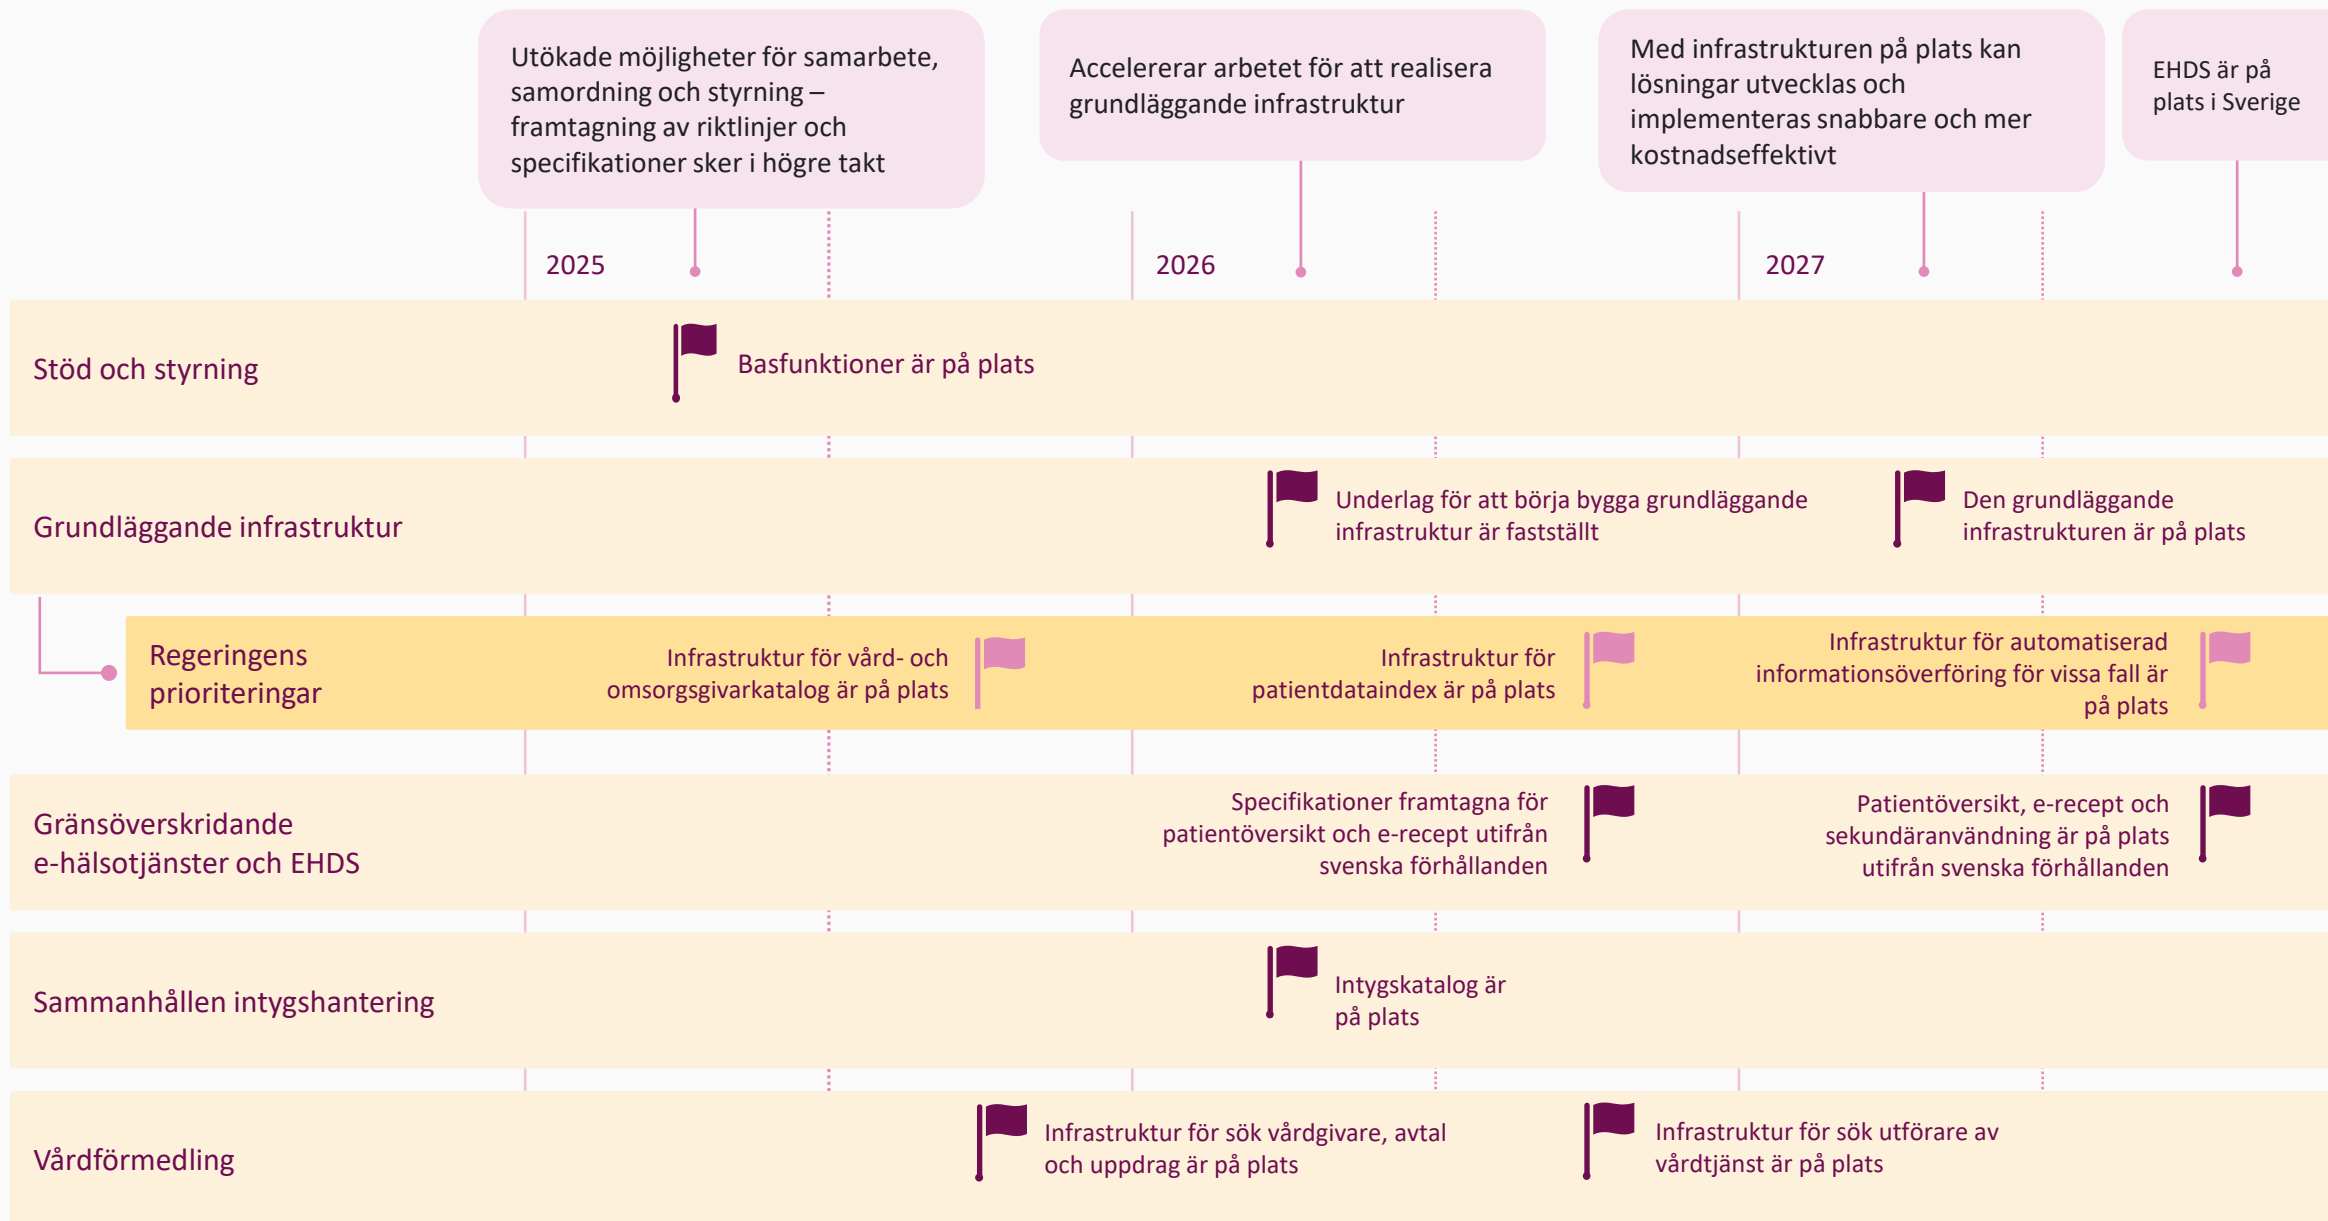 Utökade möjligheter för samarbete,
samordning och styrning –
framtagning av riktlinjer och
specifikationer sker i högre takt
Accelererar arbetet för att realisera
grundläggande infrastruktur
Med infrastrukturen på plats kan
lösningar utvecklas och
implementeras snabbare och mer
kostnadseffektivt
EHDS är på
plats i Sverige
2025
2026
2027
Stöd och styrning
Basfunktioner är på plats
Grundläggande infrastruktur
Underlag för att börja bygga grundläggande
infrastruktur är fastställt
Den grundläggande
infrastrukturen är på plats
Regeringens
prioriteringar
Infrastruktur för vård- och
omsorgsgivarkatalog är på plats
Infrastruktur för
patientdataindex är på plats
Infrastruktur för automatiserad
informationsöverföring för vissa fall är
på plats
Gränsöverskridande
e-hälsotjänster och EHDS
Specifikationer framtagna för
patientöversikt och e-recept utifrån
svenska förhållanden
Patientöversikt, e-recept och
sekundäranvändning är på plats
utifrån svenska förhållanden
Sammanhållen intygshantering
Intygskatalog är
på plats
Vårdförmedling
Infrastruktur för sök vårdgivare, avtal
och uppdrag är på plats
Infrastruktur för sök utförare av
vårdtjänst är på plats